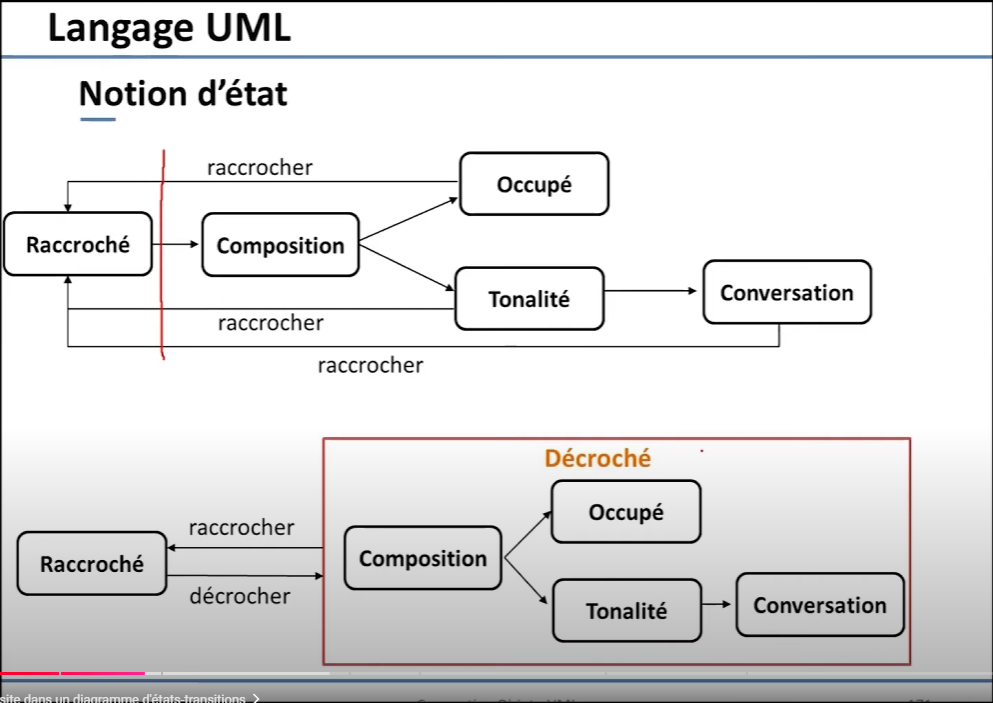 Langage UML
Notion d'état
raccrocher
Occupé
Raccroché
Composition
Tonalité
Conversation
raccrocher
raccrocher
Décroché
Occupé
raccrocher
Composition
Raccroché
décrocher
Tonalité
Conversation
site dans un diagramme d'états-transitions